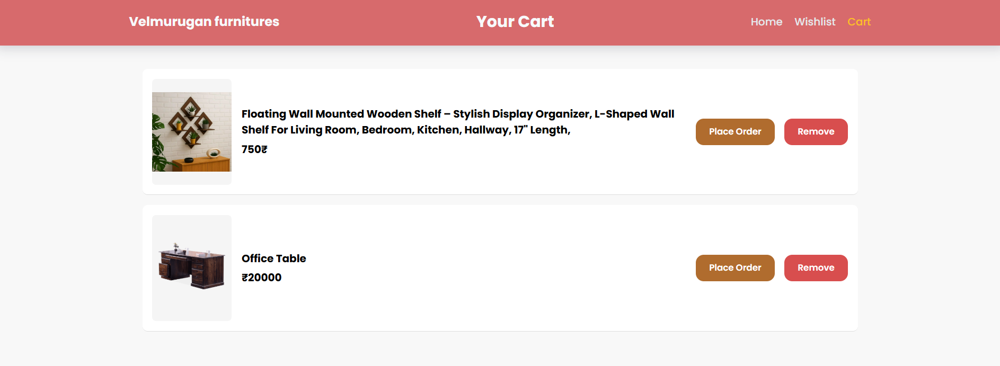 Velmurugan furnitures
Your Cart
Home Wishlist Cart
Floating Wall Mounted Wooden Shelf – Stylish Display Organizer, L-Shaped Wall
Shelf For Living Room, Bedroom, Kitchen, Hallway, 17" Length,
750₹
Place Order
Remove
Office Table
₹20000
Place Order
Remove